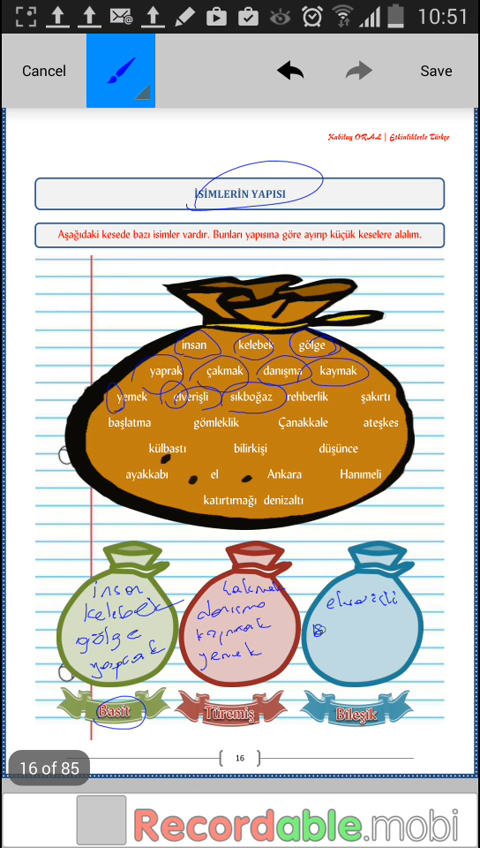 10:51
Cancel
Save
Kubilay ORAL | Etkinliklerle Türkçe
İSİMLERİN YAPISI
Aşağıdaki kesede bazı isimler vardır. Bunları yapısına göre ayırıp küçük keselere alalım.
insan kelebek gölge
yaprak çakmak danışma kaymak
yemek elverişli sıkboğaz rehberlik şakırtı
başlatma gömleklik Çanakkale ateşkes
külbastı bilirkişi düşünce
ayakkabı el Ankara Hanımeli
katırtırnağı denizaltı
insan
kelebek
gölge
yaprak
danışma
kaymak
yemek
elverişli
Basit
Türemiş
Bileşik
16
16 of 85
Recordable.mobi